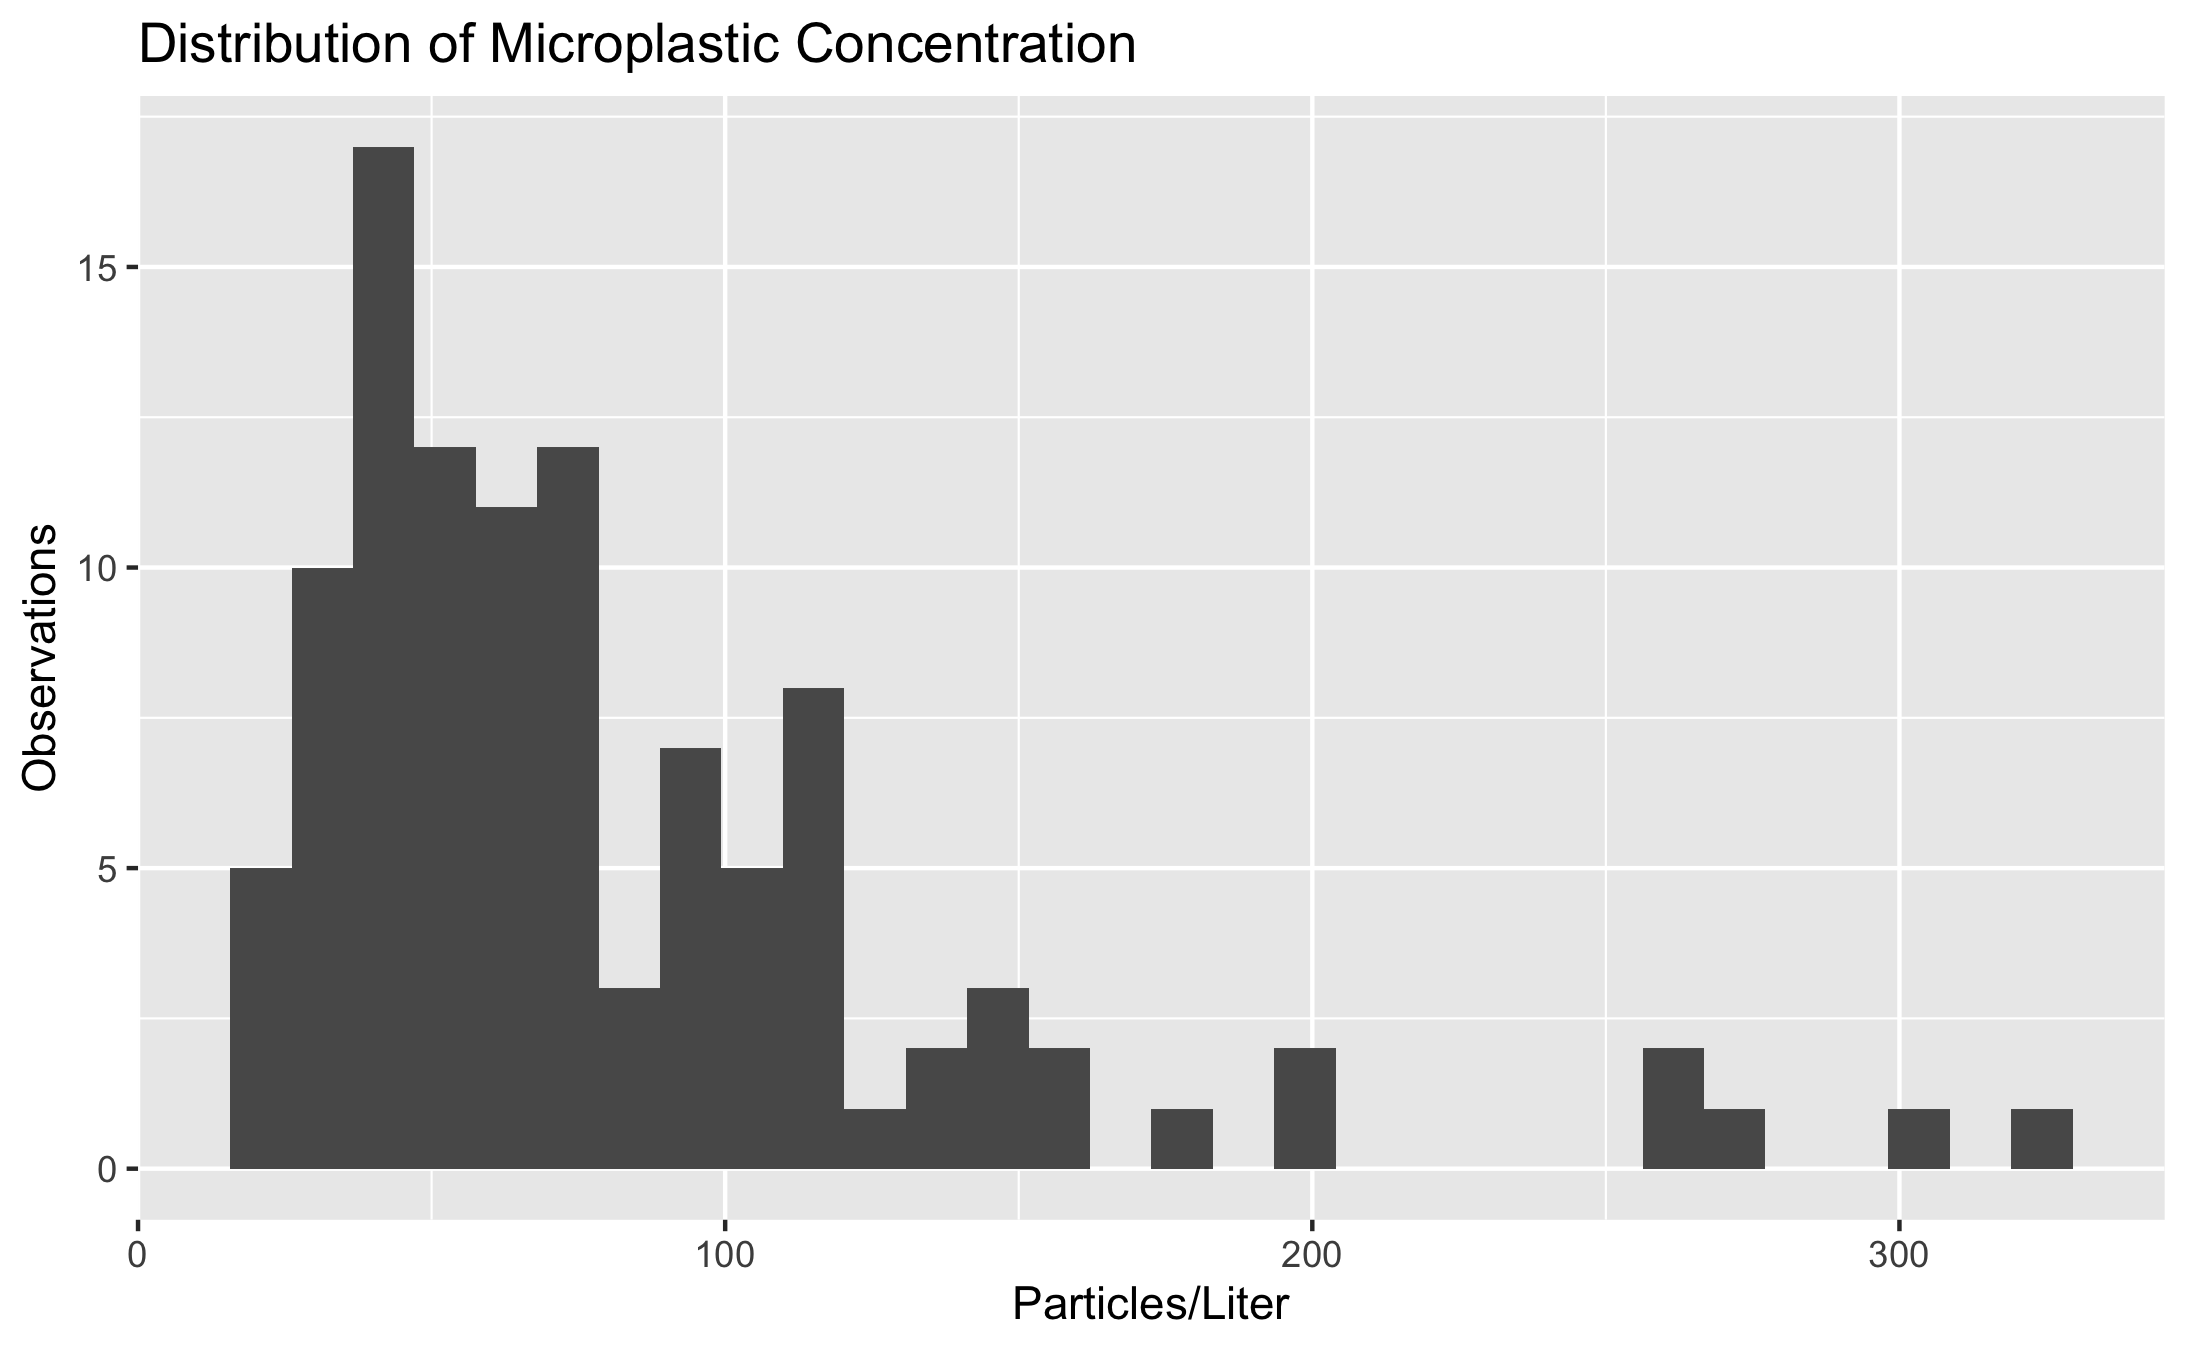 Distribution of Microplastic Concentration
Observations
15
10
5
0
0 100 200 300
Particles/Liter